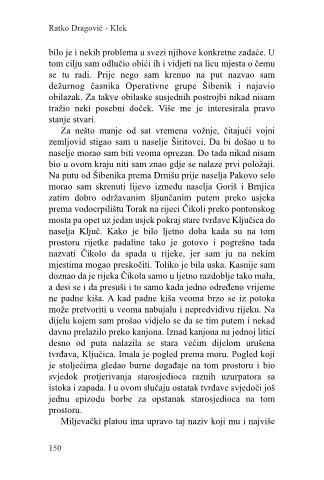 Ratko Dragović - Klek
bilo je i nekih problema u svezi njihove konkretne zadaće. U
tom cilju sam odlučio obići ih i vidjeti na licu mjesta o čemu
se tu radi. Prije nego sam krenuo na put nazvao sam
dežurnog časnika Operativne grupe Šibenik i najavio
obilazak. Za takve obilaske susjednih postrojbi nikad nisam
tražio neki posebni doček. Više me je interesirala pravo
stanje stvari.
Za nešto manje od sat vremena vožnje, čitajući vojni
zemljovid stigao sam u naselje Širitovci. Da bi došao u to
naselje morao sam biti veoma oprezan. Do tada nikad nisam
bio u ovom kraju niti sam znao gdje se nalaze prvi položaji.
Na putu od Šibenika prema Drnišu prije naselja Pakovo selo
morao sam skrenuti lijevo između naselja Goriš i Brnjica
zatim dobro održavanim šljunčanim putem preko usjeka
prema vodocrpilištu Torak na rijeci Čikoli preko pontonskog
mosta pa opet uz jedan usjek pokraj stare tvrđave Ključica do
naselja Ključ. Kako je bilo ljetno doba kada su na tom
prostoru rijetke padaline tako je gotovo i pogrešno tada
nazvati Čikolo da spada u rijeke, jer sam ju na nekim
mjestima mogao preskočiti. Toliko je bila uska. Kasnije sam
doznao da je rijeka Čikola samo u ljetno razdoblje tako mala,
a desi se i da presuši i to samo kada jedno određeno vrijeme
ne padne kiša. A kad padne kiša veoma brzo se iz potoka
može pretvoriti u veoma nabujalu i nepredvidivu rijeku. Na
dijelu kojem sam prošao vidjelo se da se tim putem i nekad
davno prelazilo preko kanjona. Iznad kanjona na jednoj litici
desno od puta nalazila se stara većim dijelom urušena
tvrđava, Ključica. Imala je pogled prema moru. Pogled koji
je stoljećima gledao burne događaje na tom prostoru i bio
svjedok protjerivanja starosjedioca raznih uzurpatora sa
istoka i zapada. I u ovom slučaju ostatak tvrđave svjedoči još
jednu epizodu borbe za opstanak starosjedioca na tom
prostoru.
Miljevački platou ima upravo taj naziv koji mu i najviše
150